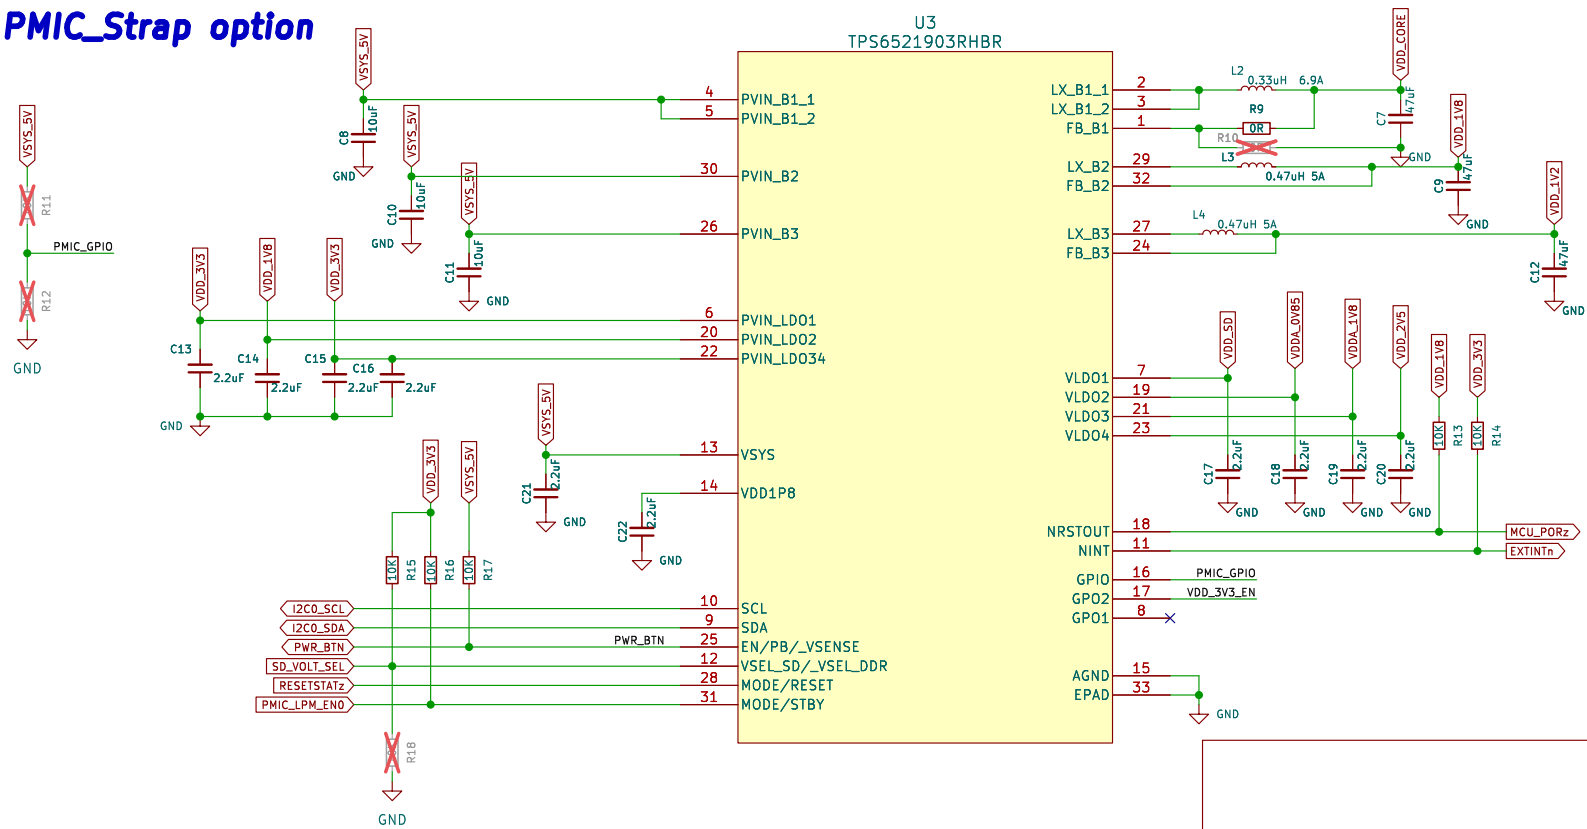 PMIC_Strap option
VSYS_5V
R11
PMIC_GPIO
R12
GND
VSYS_5V
C8
10uF
GND
VSYS_5V
C10
10uF
GND
VSYS_5V
C11
10uF
GND
VDD_3V3
VDD_1V8
VDD_3V3
C13
2.2uF
C14
2.2uF
C15
2.2uF
C16
2.2uF
GND
VSYS_5V
C21
2.2uF
GND
C22
2.2uF
GND
VDD_3V3
VSYS_5V
10K
R15
10K
R16
10K
R17
I2C0_SCL
I2C0_SDA
PWR_BTN
PWR_BTN
SD_VOLT_SEL
RESETSTATz
PMIC_LPM_EN0
R18
GND
U3
TPS6521903RHBR
4 PVIN_B1_1
5 PVIN_B1_2
30 PVIN_B2
26 PVIN_B3
6 PVIN_LDO1
20 PVIN_LDO2
22 PVIN_LDO34
13 VSYS
14 VDD1P8
10 SCL
9 SDA
25 EN/PB/_VSENSE
12 VSEL_SD/_VSEL_DDR
28 MODE/RESET
31 MODE/STBY
LX_B1_1 2
LX_B1_2 3
FB_B1 1
LX_B2 29
FB_B2 32
LX_B3 27
FB_B3 24
VLDO1 7
VLDO2 19
VLDO3 21
VLDO4 23
NRSTOUT 18
NINT 11
GPIO 16
GPO2 17
GPO1 8
AGND 15
EPAD 33
L2
0.33uH 6.9A
R9
0R
R10
L3
0.47uH 5A
L4
0.47uH 5A
VDD_CORE
C7
47uF
GND
VDD_1V8
C9
47uF
GND
VDD_1V2
C12
47uF
GND
VDD_SD
VDDA_0V85
VDDA_1V8
VDD_2V5
VDD_1V8
VDD_3V3
C17
2.2uF
GND
C18
2.2uF
GND
C19
2.2uF
GND
C20
2.2uF
GND
10K
R13
10K
R14
MCU_PORz
EXTINTn
PMIC_GPIO
VDD_3V3_EN
GND